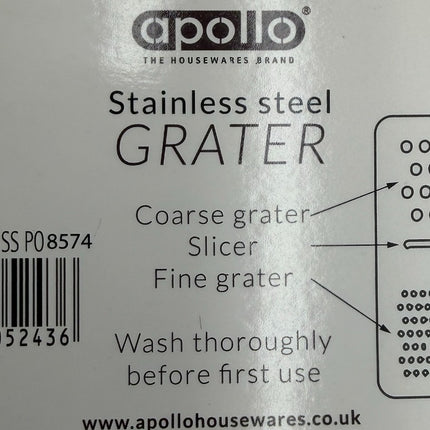 apollo®
THE HOUSEWARES BRAND
Stainless steel
GRATER
Coarse grater
Slicer
SS PO8574
Fine grater
52436
Wash thoroughly
before first use
www.apollohousewares.co.uk